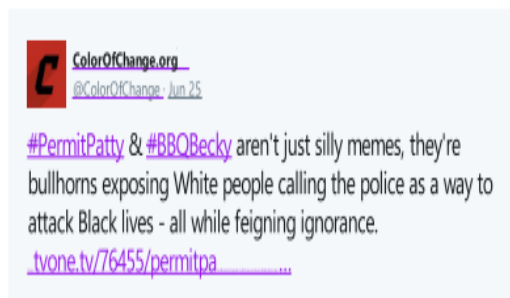 C
ColorOfChange.org
@ColorOfChange · Jun 25
#PermitPatty & #BBQBecky aren't just silly memes, they're
bullhorns exposing White people calling the police as a way to
attack Black lives - all while feigning ignorance.
tvone.tv/76455/permitpa...